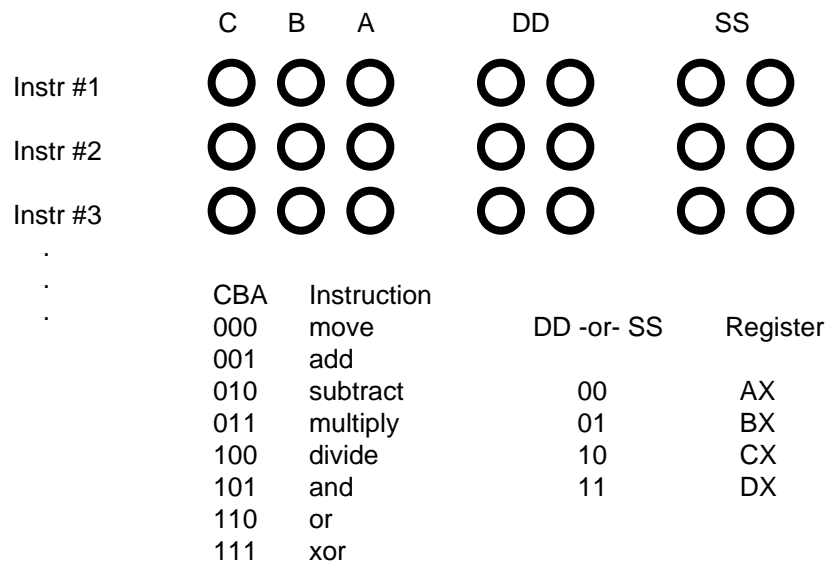 C B A DD SS
Instr #1
Instr #2
Instr #3
.
.
.
CBA Instruction
000 move DD -or- SS Register
001 add
010 subtract 00 AX
011 multiply 01 BX
100 divide 10 CX
101 and 11 DX
110 or
111 xor